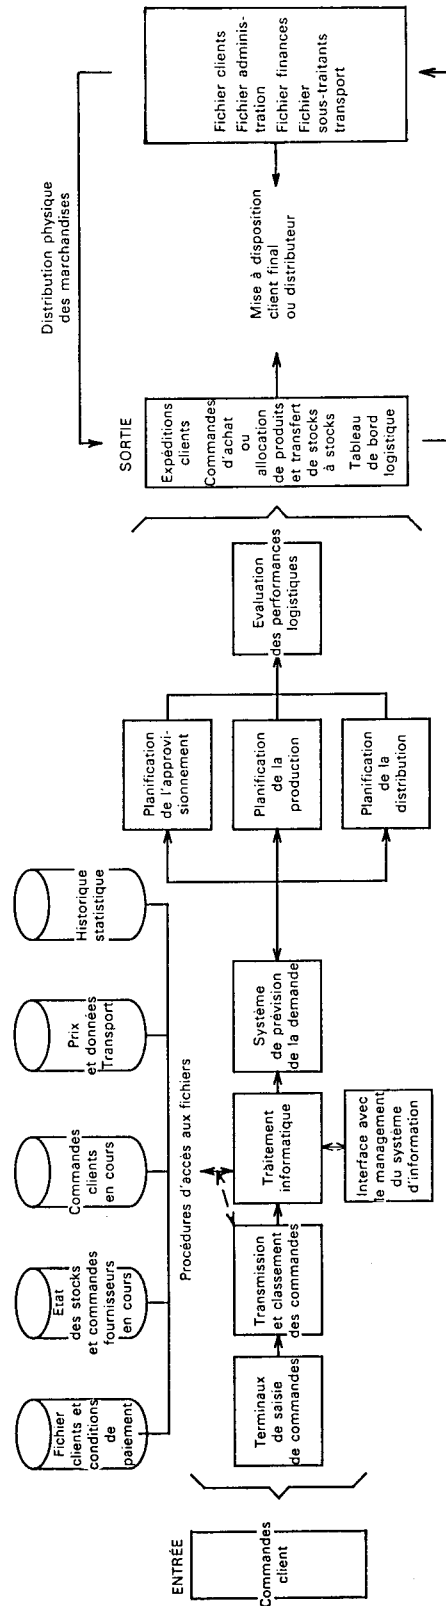 ENTRÉE
Commandes
client
Fichier
clients et
conditions
de
paiement
Etat
des stocks
et commandes
fournisseurs
en cours
Commandes
clients
en cours
Prix
et données
Transport
Historique
statistique
Procédures d'accès aux fichiers
Terminaux
de saisie
de commandes
Transmission
et classement
des commandes
Tràitement
informatique
Interface avec
le management
du système
d'information
Système
de prévision
de la demande
Planification
de l'approvi-
sionnement
Planification
de la
production
Planification
de la
distribution
Evaluation
des performances
logistiques
SORTIE
Expéditions
clients
Commandes
d'achat
ou
allocation
de produits
et transfert
de stocks
à stocks
Tableau
de bord
logistique
Distribution physique
des marchandises
Mise à disposition
client final
ou distributeur
Fichier clients
Fichier adminis-
tration
Fichier finances
Fichier
sous-traitants
transport